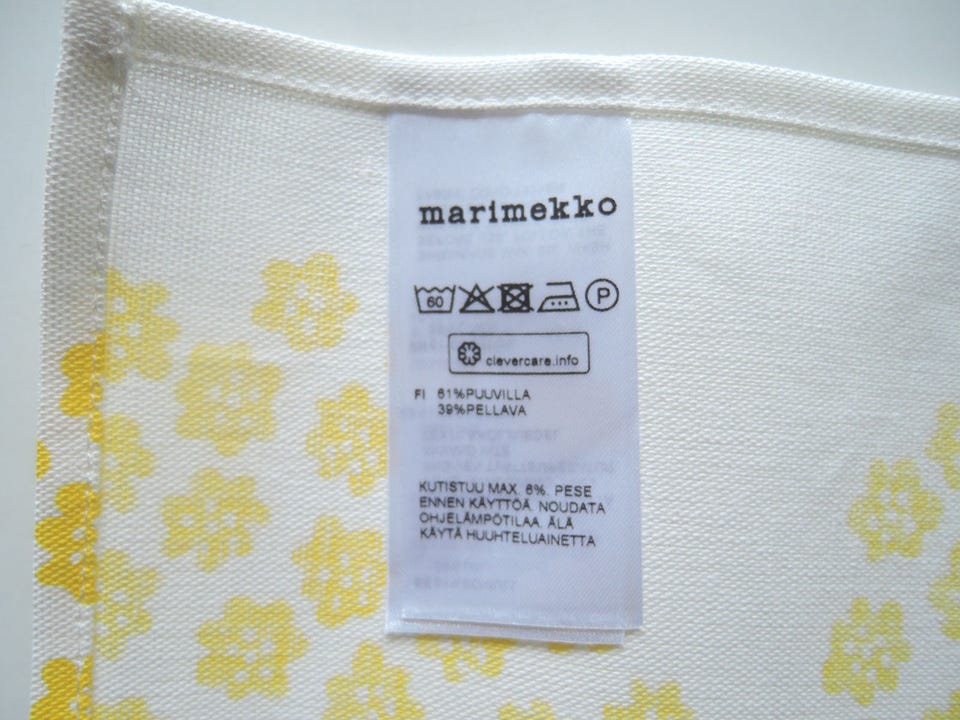 marimekko
60 P
clevercare.info
FI 61%PUUVILLA
39%PELLAVA
KUTISTUU MAX. 6%. PESE
ENNEN KÄYTTÖÄ. NOUDATA
OHJELÄMPÖTILAA. ÄLÄ
KÄYTÄ HUUHTELUAINETTA